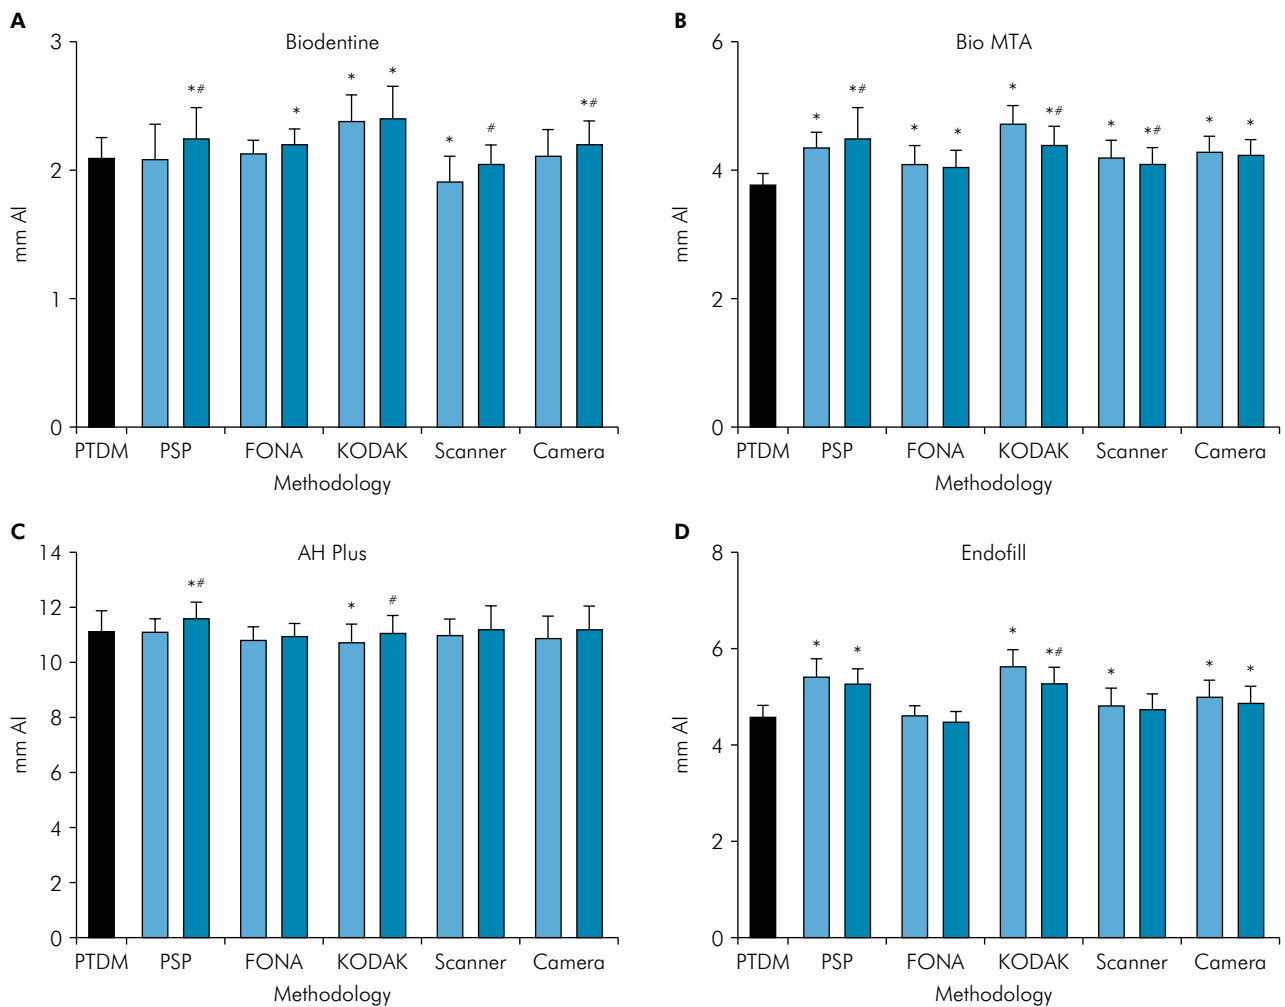 A
Biodentine
3
2
1
0
mm Al
* *
*# * *# 
* #
PTDM PSP FONA KODAK Scanner Camera
Methodology
B
Bio MTA
6
4
2
0
mm Al
* *# * * * *# * *# * *
PTDM PSP FONA KODAK Scanner Camera
Methodology
C
AH Plus
14
12
10
8
6
4
2
0
mm Al
*# * #
PTDM PSP FONA KODAK Scanner Camera
Methodology
D
Endofill
8
6
4
2
0
mm Al
* * * *# * * *
PTDM PSP FONA KODAK Scanner Camera
Methodology